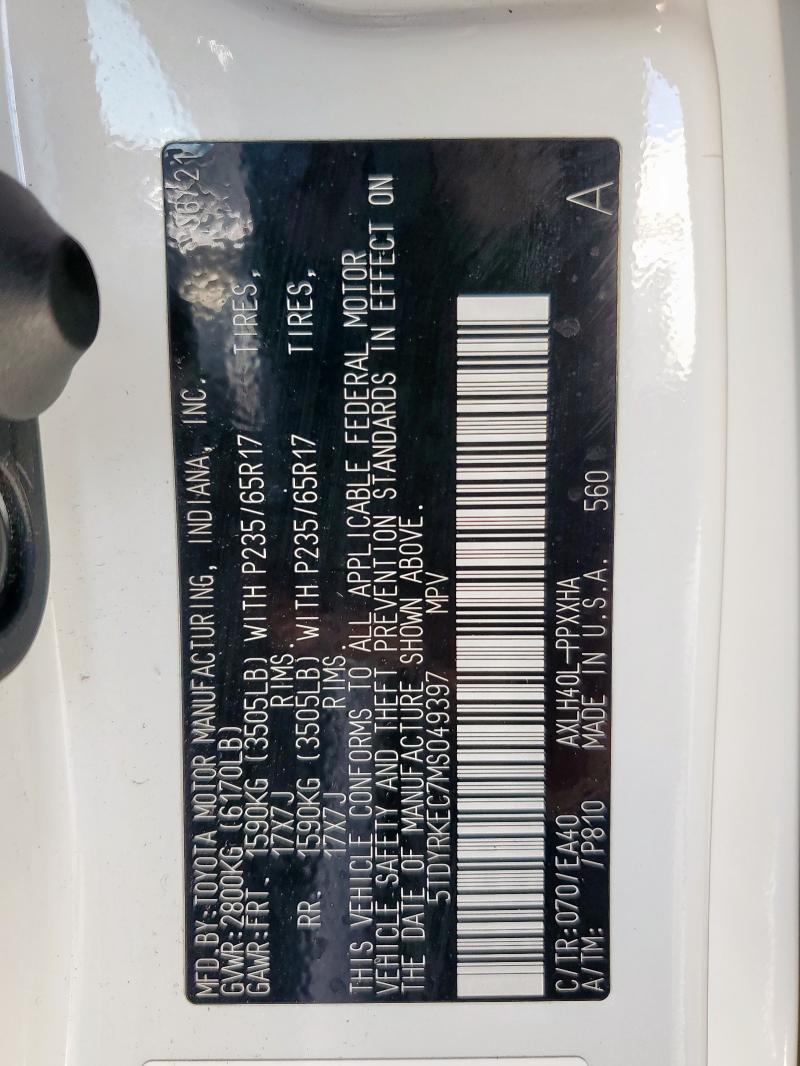 MFD.BY:TOYOTA MOTOR MANUFACTURING, INDIANA, INC.
GVWR:2800KG (6170LB)
GAWR:FRT. 1590KG (3505LB) WITH P235/65R17 TIRES,
17X7J RIMS.
RR. 1590KG (3505LB) WITH P235/65R17 TIRES,
17X7J RIMS.
THIS VEHICLE CONFORMS TO ALL APPLICABLE FEDERAL MOTOR
VEHICLE SAFETY AND THEFT PREVENTION STANDARDS IN EFFECT ON
THE DATE OF MANUFACTURE SHOWN ABOVE.
5TDYRKEC7MS049397 MPV
C/TR:070/EA40 AXLH40L-PPXXHA
A/TM: /P810 MADE IN U.S.A. 560 A